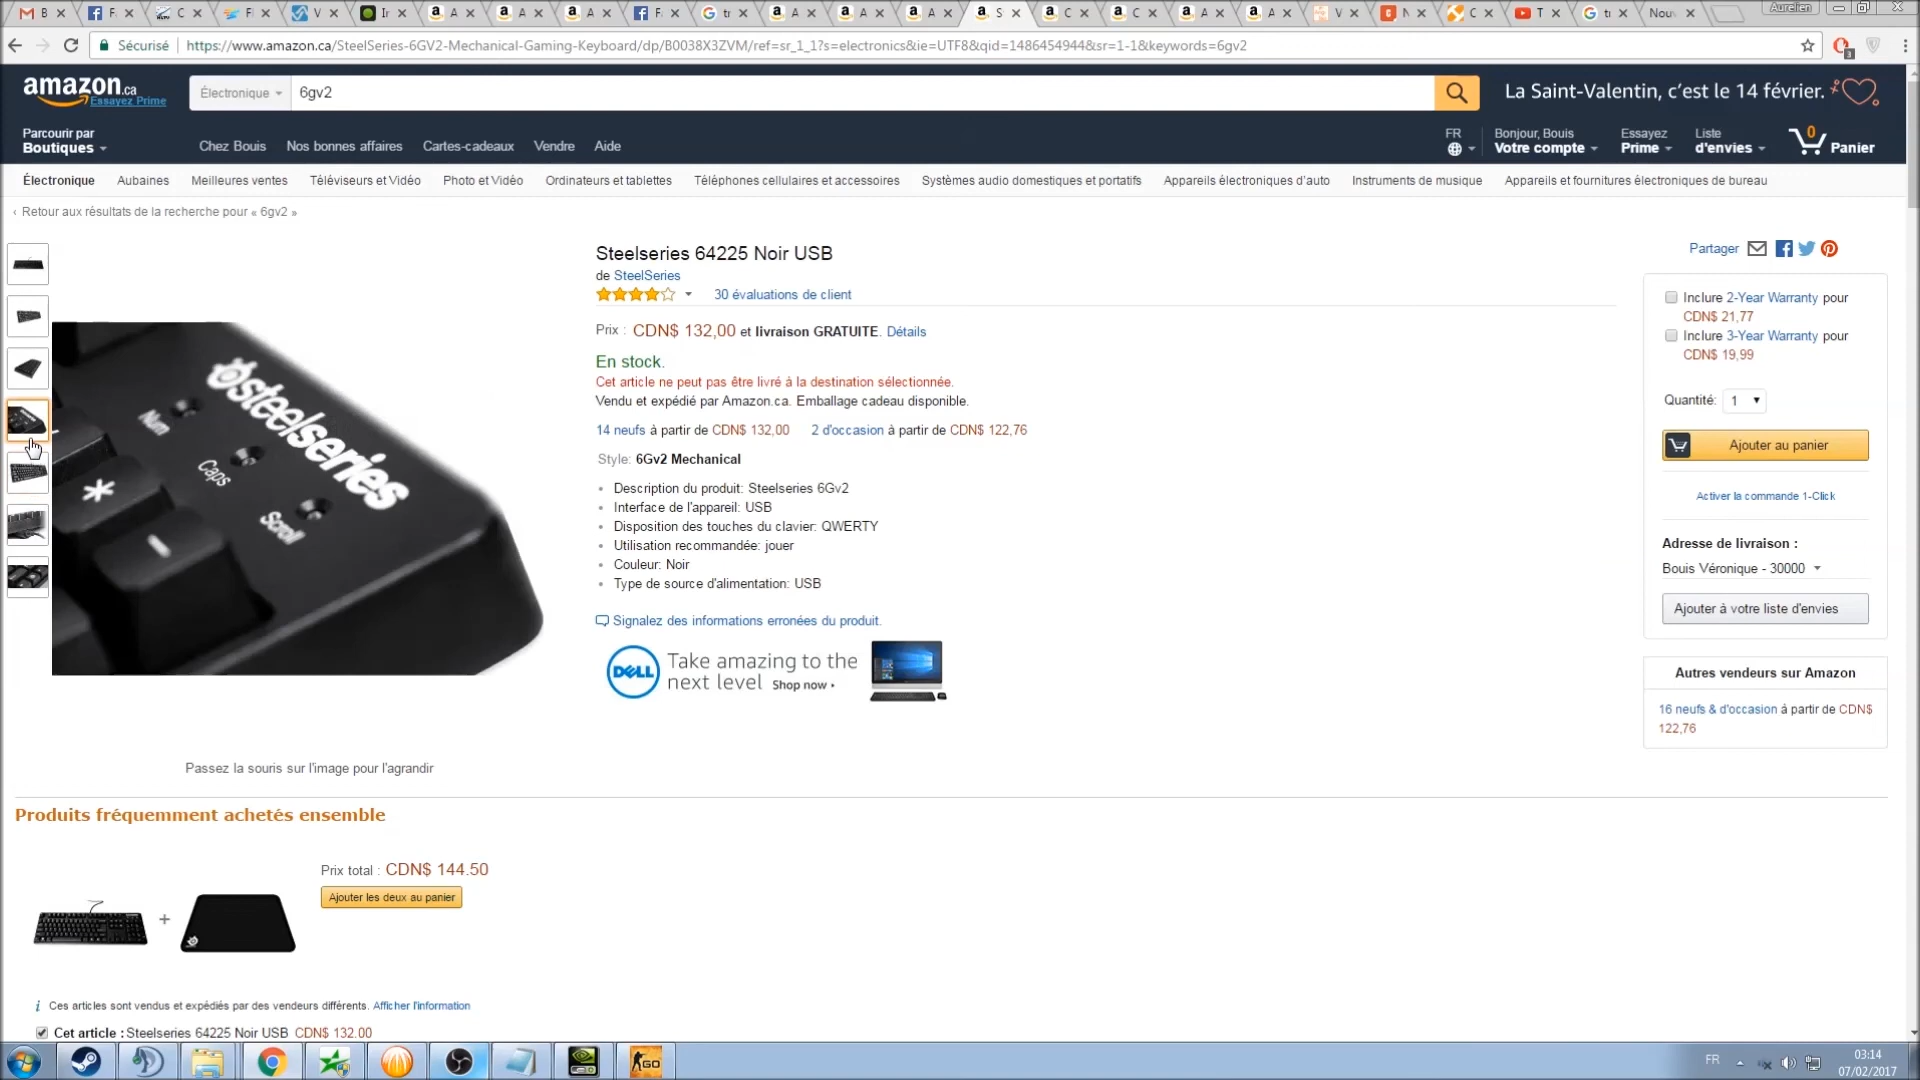 Aurelien
Sécurisé https://www.amazon.ca/SteelSeries-6GV2-Mechanical-Gaming-Keyboard/dp/B0038X3ZVM/ref=sr_1_1?s=electronics&ie=UTF8&qid=1486454944&sr=1-1&keywords=6gv2
amazon.ca
Essayez Prime
Électronique
6gv2
La Saint-Valentin, c'est le 14 février.
Parcourir par
Boutiques
Chez Bouis Nos bonnes affaires Cartes-cadeaux Vendre Aide
FR
Bonjour, Bouis
Votre compte
Essayez
Prime
Liste
d'envies
0
Panier
Électronique Aubaines Meilleures ventes Téléviseurs et Vidéo Photo et Vidéo Ordinateurs et tablettes Téléphones cellulaires et accessoires Systèmes audio domestiques et portatifs Appareils électroniques d'auto Instruments de musique Appareils et fournitures électroniques de bureau
‹ Retour aux résultats de la recherche pour « 6gv2 »
steelseries
Num
Caps
Scroll
Passez la souris sur l'image pour l'agrandir
Steelseries 64225 Noir USB
de SteelSeries
30 évaluations de client
Prix : CDN$ 132,00 et livraison GRATUITE. Détails
En stock.
Cet article ne peut pas être livré à la destination sélectionnée.
Vendu et expédié par Amazon.ca. Emballage cadeau disponible.
14 neufs à partir de CDN$ 132,00 2 d'occasion à partir de CDN$ 122,76
Style: 6Gv2 Mechanical
• Description du produit: Steelseries 6Gv2
• Interface de l'appareil: USB
• Disposition des touches du clavier: QWERTY
• Utilisation recommandée: jouer
• Couleur: Noir
• Type de source d'alimentation: USB
Signalez des informations erronées du produit.
DELL
Take amazing to the
next level Shop now
Partager
Inclure 2-Year Warranty pour
CDN$ 21,77
Inclure 3-Year Warranty pour
CDN$ 19,99
Quantité: 1
Ajouter au panier
Activer la commande 1-Click
Adresse de livraison :
Bouis Véronique - 30000
Ajouter à votre liste d'envies
Autres vendeurs sur Amazon
16 neufs & d'occasion à partir de CDN$
122,76
Produits fréquemment achetés ensemble
+
Prix total : CDN$ 144.50
Ajouter les deux au panier
Ces articles sont vendus et expédiés par des vendeurs différents. Afficher l'information
Cet article : Steelseries 64225 Noir USB CDN$ 132.00
GO
FR
03:14
07/02/2017